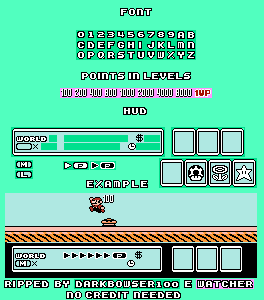 FONT
0123456789AB
CDEFGHIJKLMN
OPQRSTUVWXYZ
POINTS IN LEVELS
100 200 400 800 1000 2000 4000 8000 1UP
HUD
WORLD $
×
(M) P P
(L)
EXAMPLE
100
WORLD P $
(M)×
RIPPED BY DARKBOWSER100 E WATCHER
NO CREDIT NEEDED